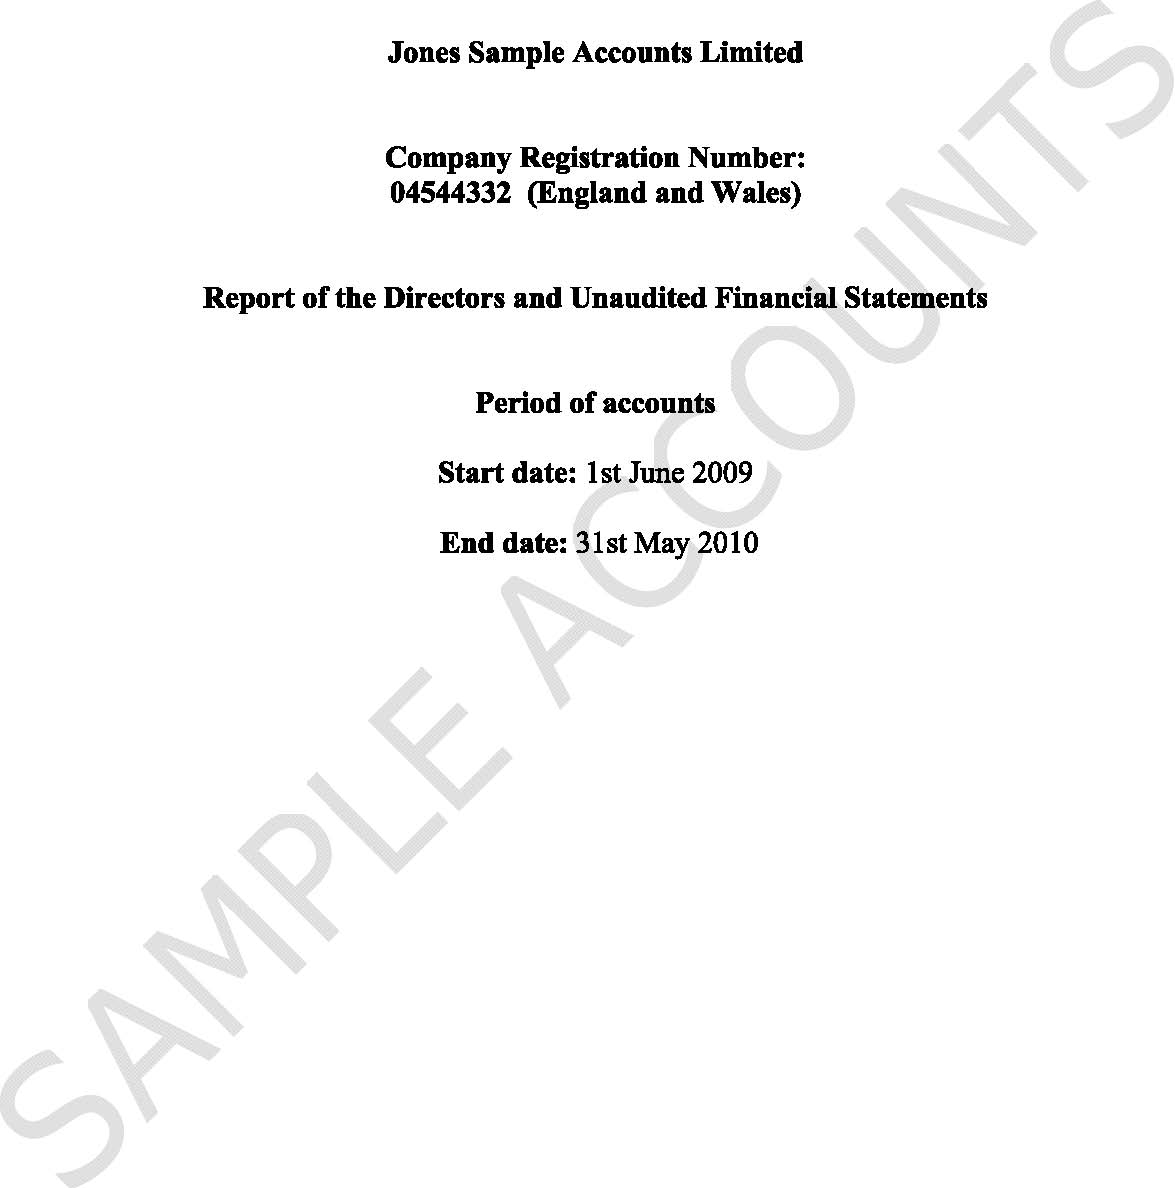 Jones Sample Accounts Limited
Company Registration Number:
04544332 (England and Wales)
Report of the Directors and Unaudited Financial Statements
Period of accounts
Start date: 1st June 2009
End date: 31st May 2010
SAMPLE ACCOUNTS